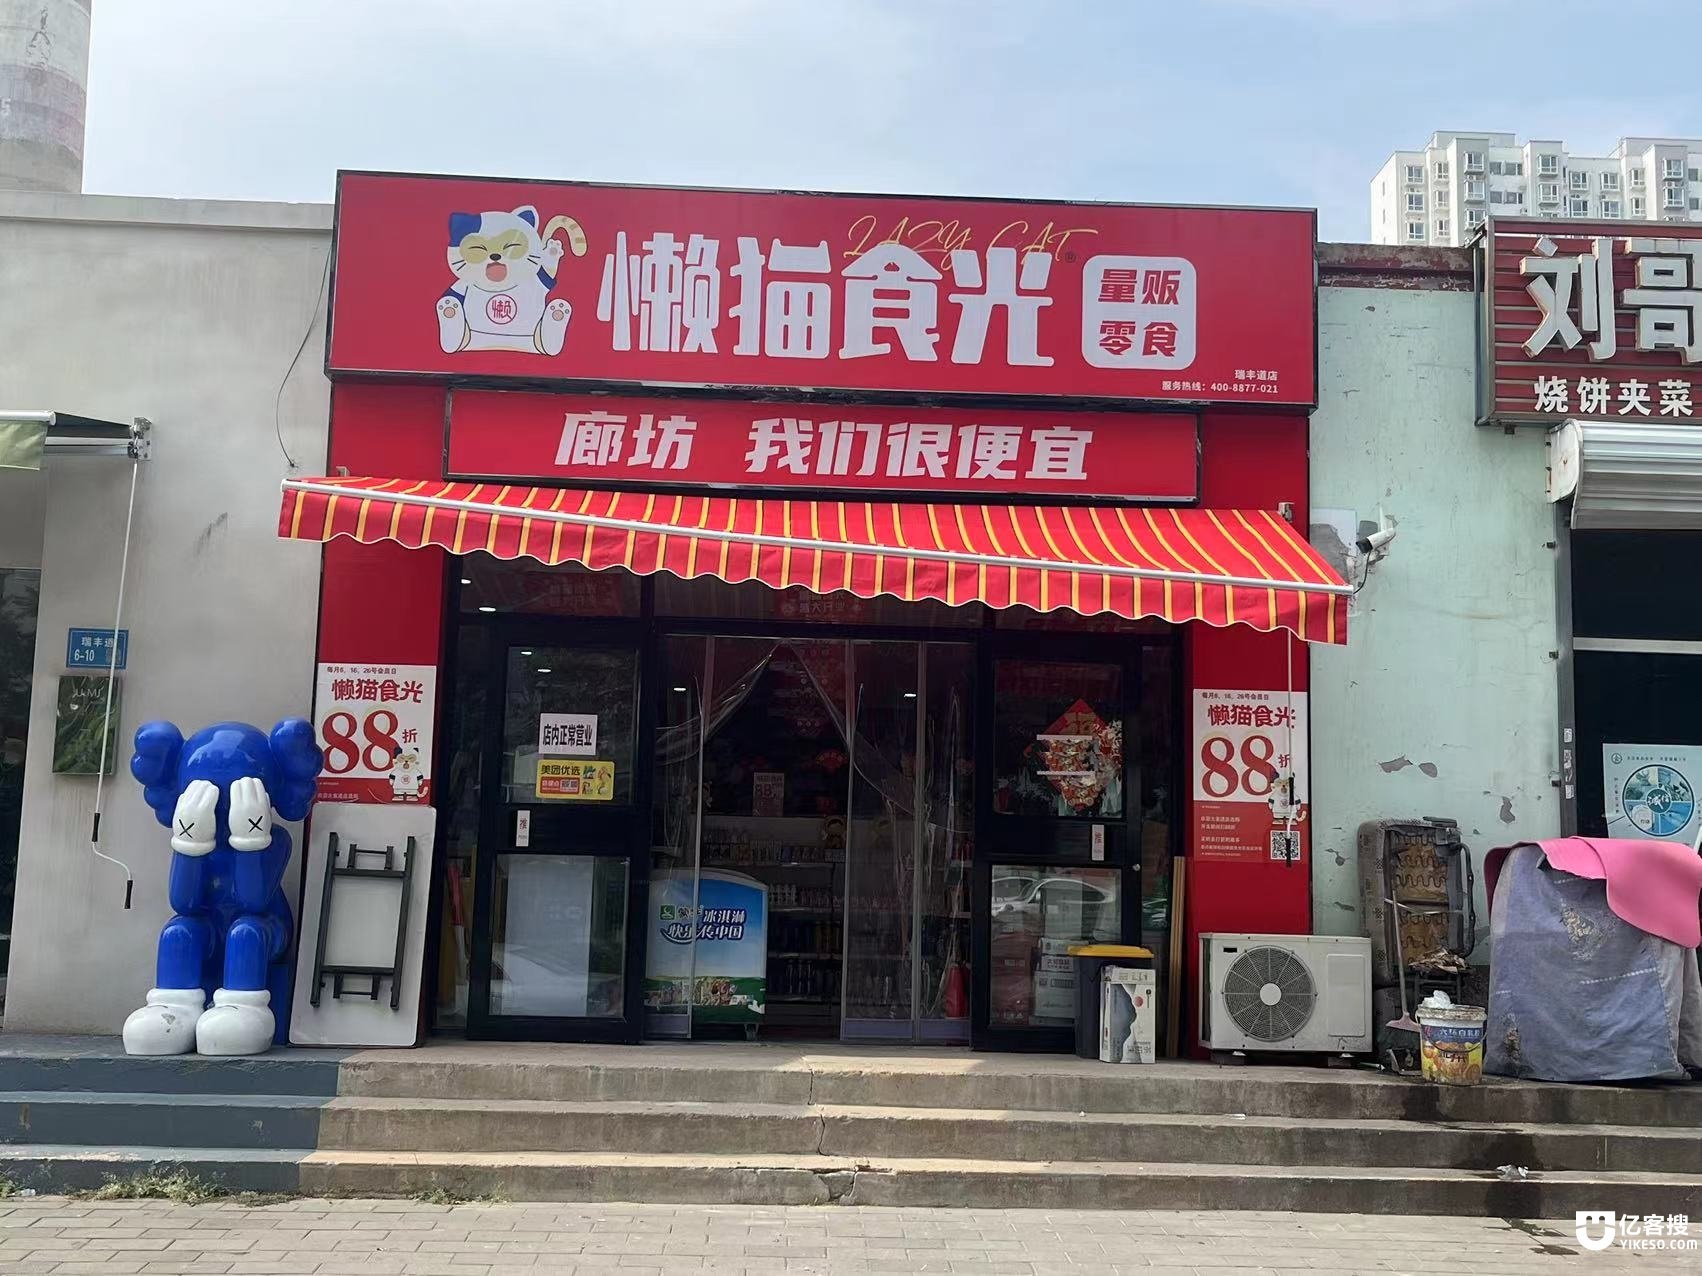 LAZY CAT
懒猫食光®
量贩
零食
懒
瑞丰道店
服务热线：400-8877-021
廊坊 我们很便宜
刘哥
烧饼夹菜
瑞丰道
6-10
每月6、16、26号会员日
懒猫食光
88折
店内正常营业
美团优选
推
冰淇淋
快乐传中国
推
每月6、16、26号会员日
懒猫食光
88折
亿客搜
YIKESO.COM